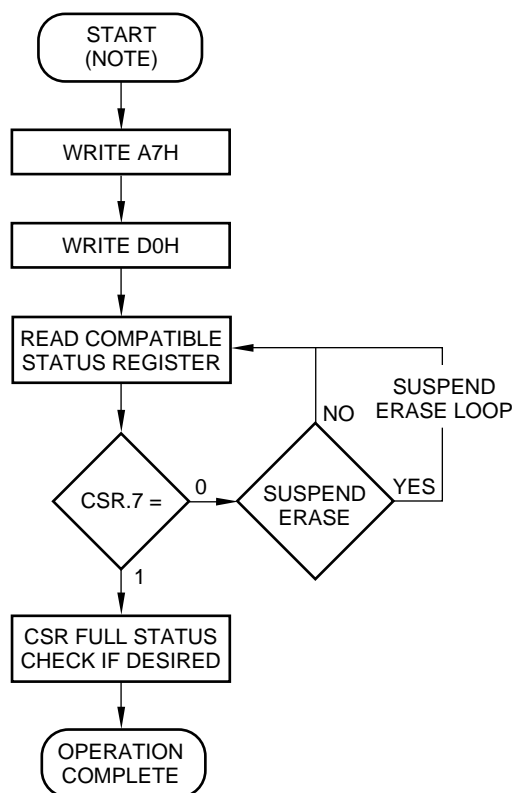 START
(NOTE)
WRITE A7H
WRITE D0H
READ COMPATIBLE
STATUS REGISTER
SUSPEND
ERASE LOOP
NO
CSR.7 =
0
SUSPEND
ERASE
YES
1
CSR FULL STATUS
CHECK IF DESIRED
OPERATION
COMPLETE